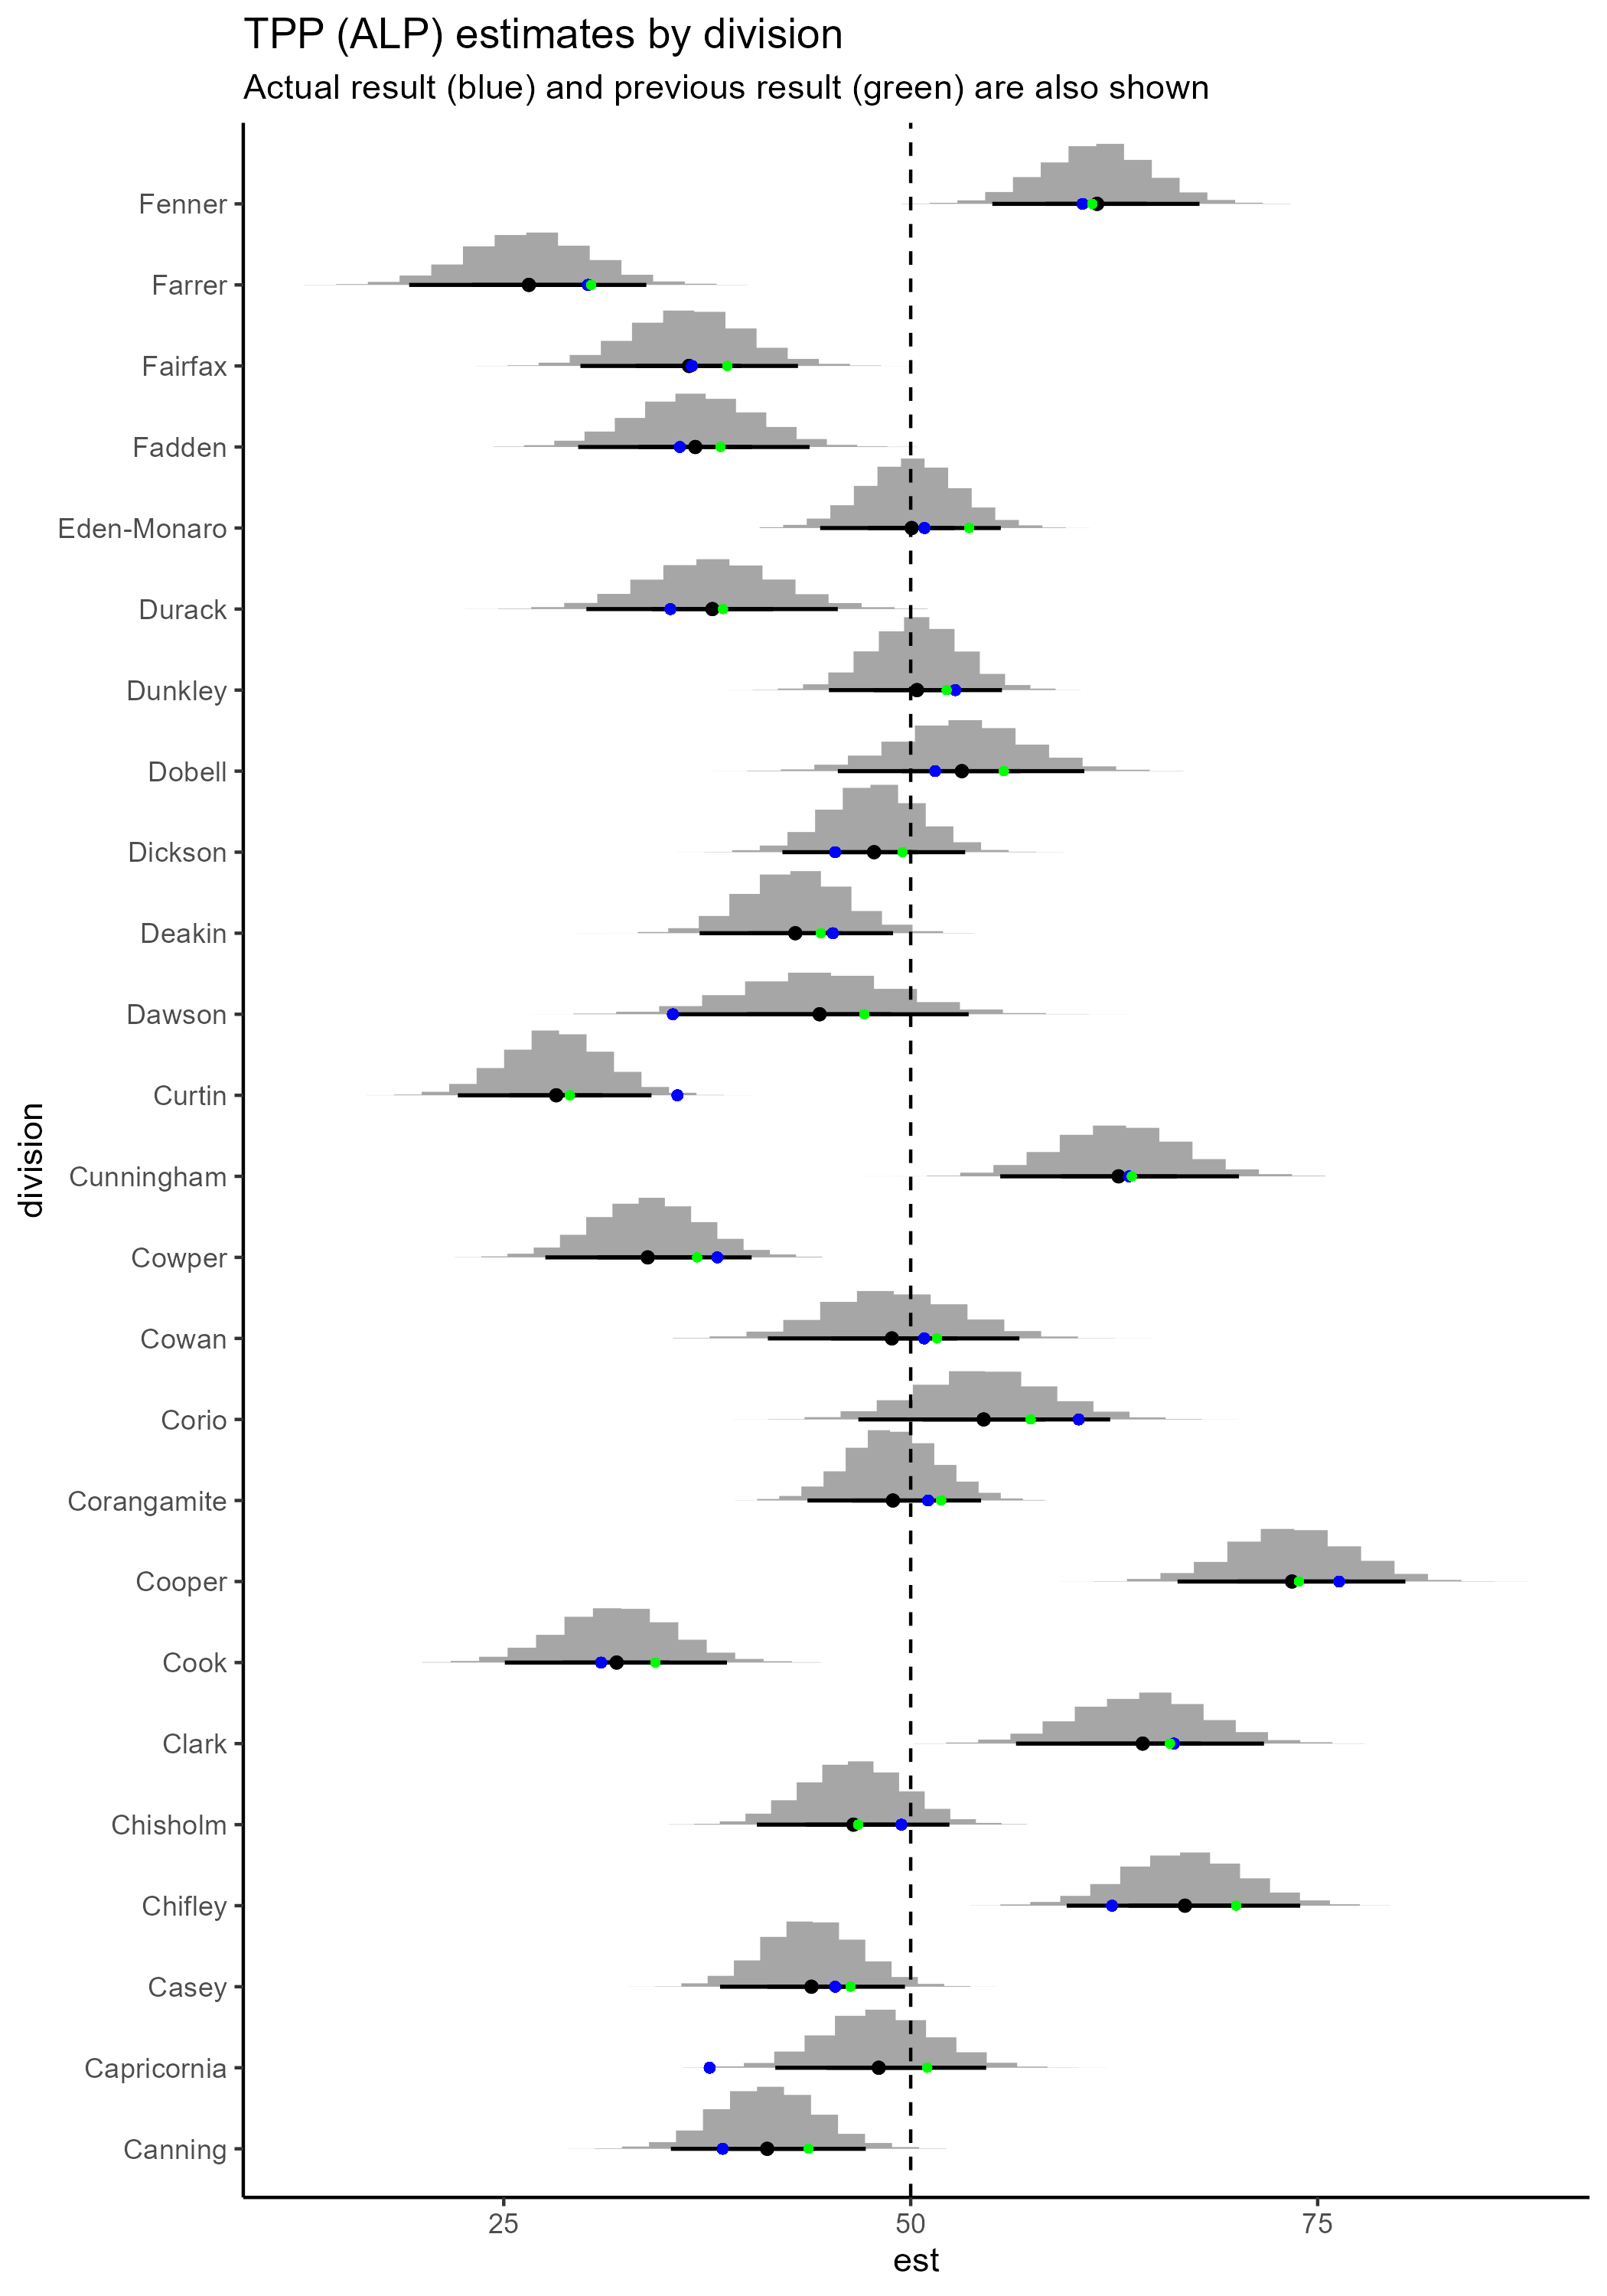 TPP (ALP) estimates by division
Actual result (blue) and previous result (green) are also shown
Fenner
Farrer
Fairfax
Fadden
Eden-Monaro
Durack
Dunkley
Dobell
Dickson
Deakin
Dawson
Curtin
Cunningham
Cowper
Cowan
Corio
Corangamite
Cooper
Cook
Clark
Chisholm
Chifley
Casey
Capricornia
Canning
division
25 50 75
est